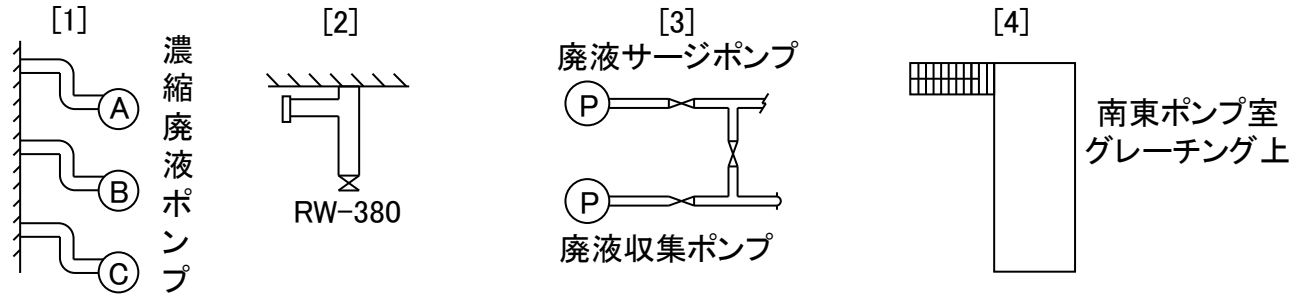 [1]
濃縮廃液ポンプ
A
B
C
[2]
RW-380
[3]
廃液サージポンプ
P
P
廃液収集ポンプ
[4]
南東ポンプ室
グレーチング上